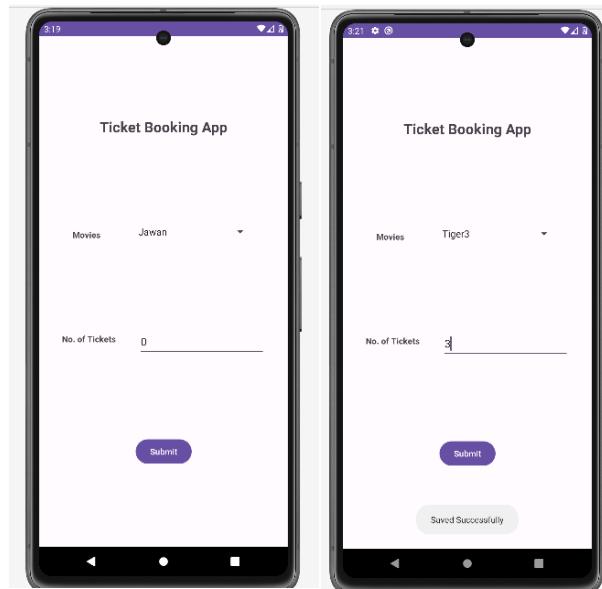 3:19
Ticket Booking App
Movies Jawan
No. of Tickets 0
Submit
3:21
Ticket Booking App
Movies Tiger3
No. of Tickets 3
Submit
Saved Successfully